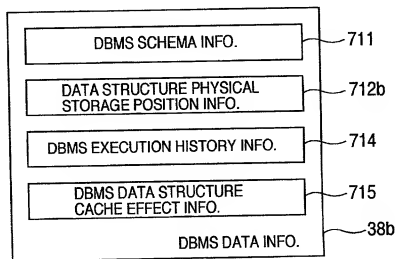 DBMS SCHEMA INFO.
711
DATA STRUCTURE PHYSICAL
STORAGE POSITION INFO.
712b
DBMS EXECUTION HISTORY INFO.
714
DBMS DATA STRUCTURE
CACHE EFFECT INFO.
715
DBMS DATA INFO.
38b